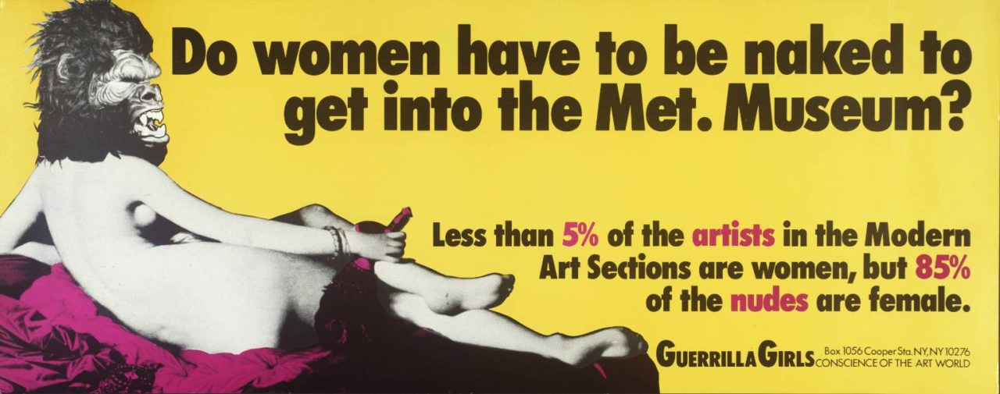 Do women have to be naked to
get into the Met. Museum?
Less than 5% of the artists in the Modern
Art Sections are women, but 85%
of the nudes are female.
GUERRILLA GIRLS Box 1056 Cooper Sta. NY, NY 10276
CONSCIENCE OF THE ART WORLD